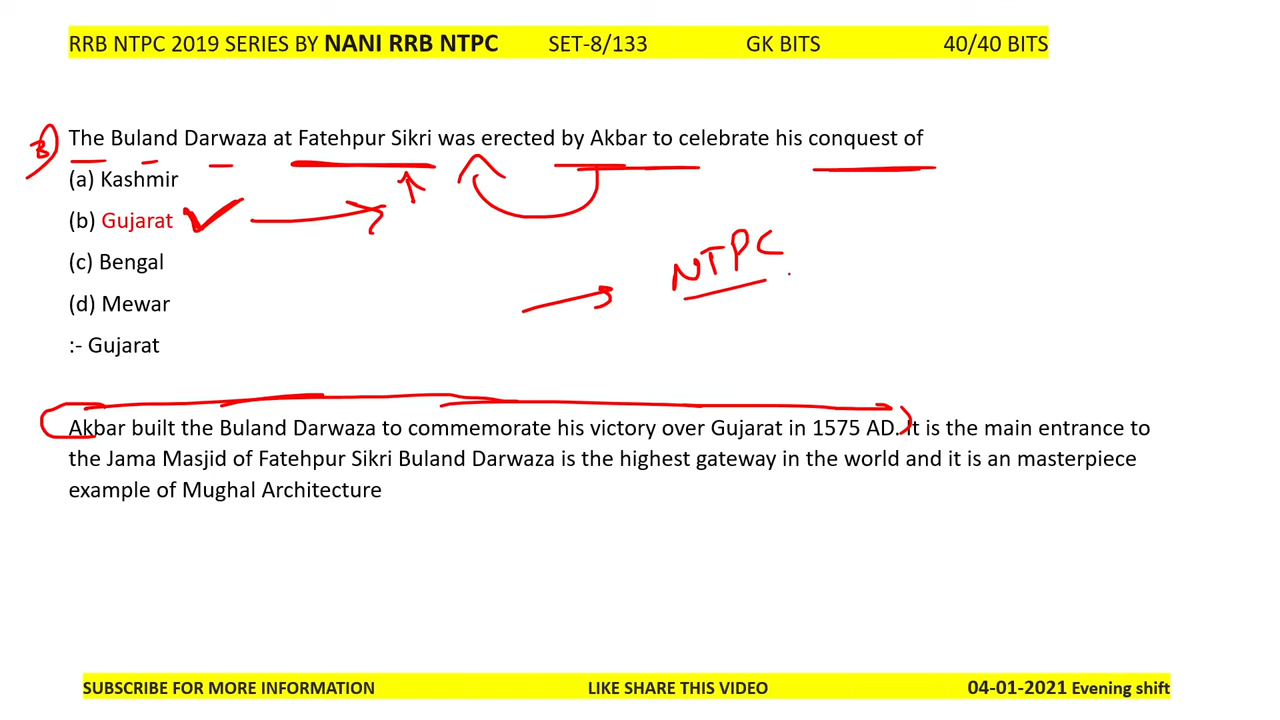 RRB NTPC 2019 SERIES BY NANI RRB NTPC SET-8/133 GK BITS 40/40 BITS
The Buland Darwaza at Fatehpur Sikri was erected by Akbar to celebrate his conquest of
(a) Kashmir
(b) Gujarat
(c) Bengal
NTPC
(d) Mewar
:- Gujarat
Akbar built the Buland Darwaza to commemorate his victory over Gujarat in 1575 AD. It is the main entrance to
the Jama Masjid of Fatehpur Sikri Buland Darwaza is the highest gateway in the world and it is an masterpiece
example of Mughal Architecture
SUBSCRIBE FOR MORE INFORMATION LIKE SHARE THIS VIDEO 04-01-2021 Evening shift